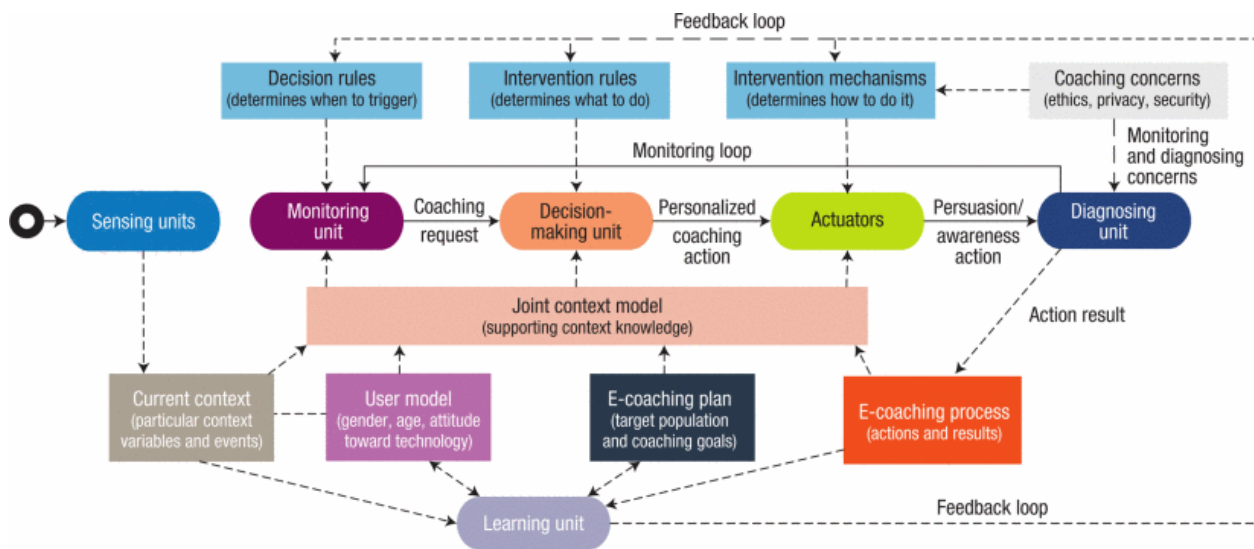 Feedback loop
Decision rules
(determines when to trigger)
Intervention rules
(determines what to do)
Intervention mechanisms
(determines how to do it)
Coaching concerns
(ethics, privacy, security)
Monitoring loop
Monitoring
and diagnosing
concerns
Sensing units
Monitoring
unit
Coaching
request
Decision-
making unit
Personalized
coaching
action
Actuators
Persuasion/
awareness
action
Diagnosing
unit
Joint context model
(supporting context knowledge)
Action result
Current context
(particular context
variables and events)
User model
(gender, age, attitude
toward technology)
E-coaching plan
(target population
and coaching goals)
E-coaching process
(actions and results)
Learning unit
Feedback loop